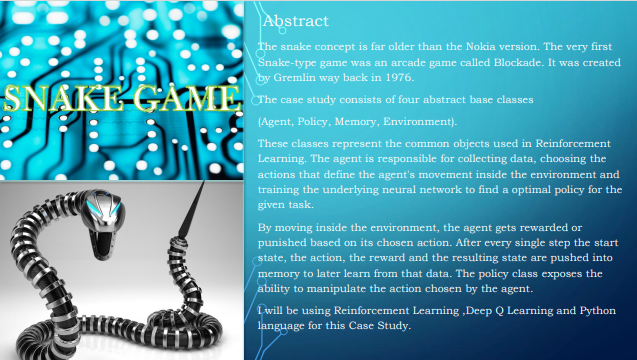 SNAKE GAME
Abstract
The snake concept is far older than the Nokia version. The very first
Snake-type game was an arcade game called Blockade. It was created
by Gremlin way back in 1976.
The case study consists of four abstract base classes
(Agent, Policy, Memory, Environment).
These classes represent the common objects used in Reinforcement
Learning. The agent is responsible for collecting data, choosing the
actions that define the agent's movement inside the environment and
training the underlying neural network to find a optimal policy for the
given task.
By moving inside the environment, the agent gets rewarded or
punished based on its chosen action. After every single step the start
state, the action, the reward and the resulting state are pushed into
memory to later learn from that data. The policy class exposes the
ability to manipulate the action chosen by the agent.
I will be using Reinforcement Learning ,Deep Q Learning and Python
language for this Case Study.